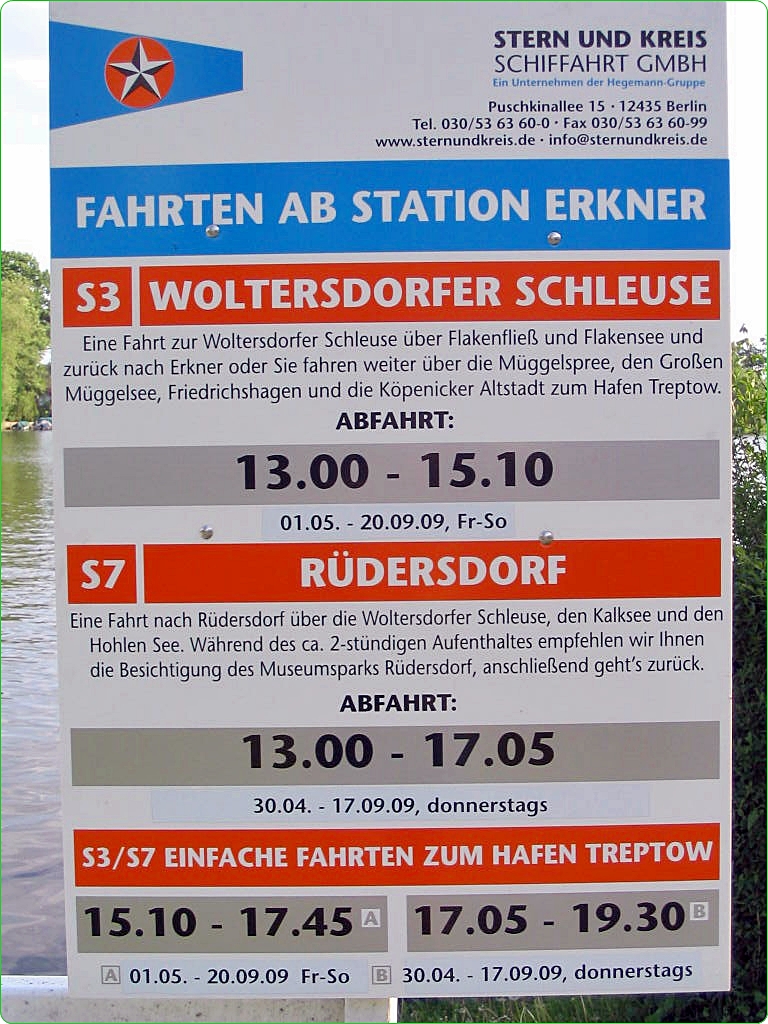 STERN UND KREIS
SCHIFFAHRT GMBH
Ein Unternehmen der Hegemann-Gruppe
Puschkinallee 15 · 12435 Berlin
Tel. 030/53 63 60-0 · Fax 030/53 63 60-99
www.sternundkreis.de · info@sternundkreis.de
FAHRTEN AB STATION ERKNER
S3 WOLTERSDORFER SCHLEUSE
Eine Fahrt zur Woltersdorfer Schleuse über Flakenfließ und Flakensee und
zurück nach Erkner oder Sie fahren weiter über die Müggelspree, den Großen
Müggelsee, Friedrichshagen und die Köpenicker Altstadt zum Hafen Treptow.
ABFAHRT:
13.00 - 15.10
01.05. - 20.09.09, Fr-So
S7 RÜDERSDORF
Eine Fahrt nach Rüdersdorf über die Woltersdorfer Schleuse, den Kalksee und den
Hohlen See. Während des ca. 2-stündigen Aufenthaltes empfehlen wir Ihnen
die Besichtigung des Museumsparks Rüdersdorf, anschließend geht's zurück.
ABFAHRT:
13.00 - 17.05
30.04. - 17.09.09, donnerstags
S3/S7 EINFACHE FAHRTEN ZUM HAFEN TREPTOW
15.10 - 17.45 A 17.05 - 19.30 B
A 01.05. - 20.09.09 Fr-So B 30.04. - 17.09.09, donnerstags